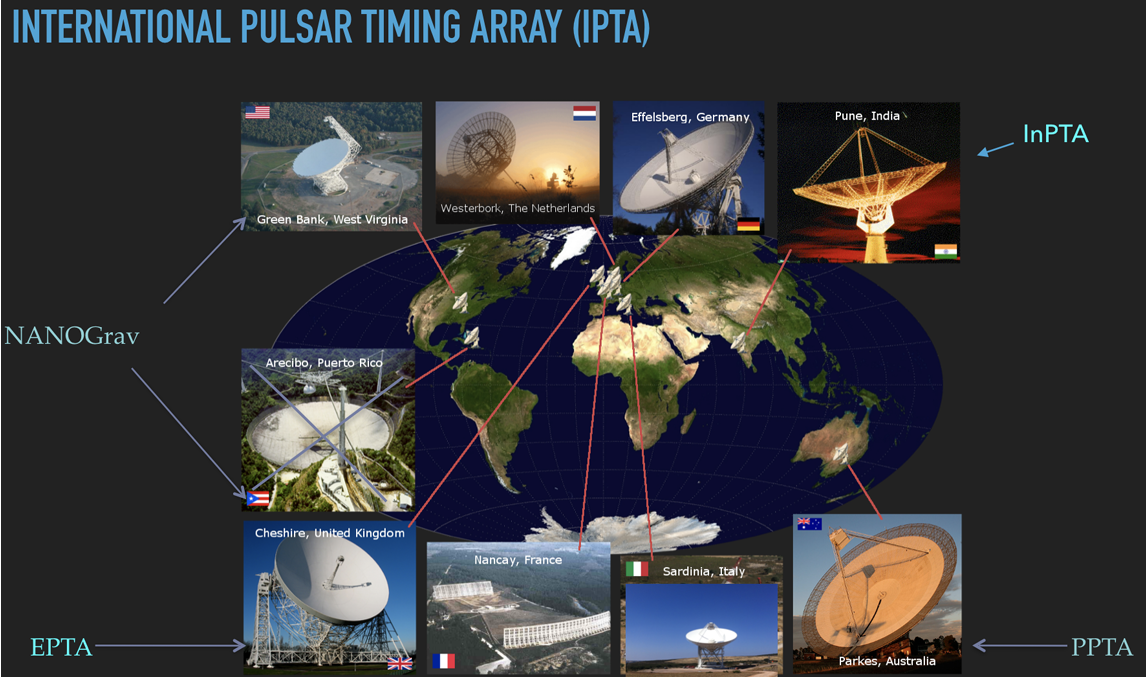 INTERNATIONAL PULSAR TIMING ARRAY (IPTA)
Green Bank, West Virginia
Westerbork, The Netherlands
Effelsberg, Germany
Pune, India
InPTA
NANOGrav
Arecibo, Puerto Rico
Cheshire, United Kingdom
Nancay, France
Sardinia, Italy
Parkes, Australia
EPTA
PPTA